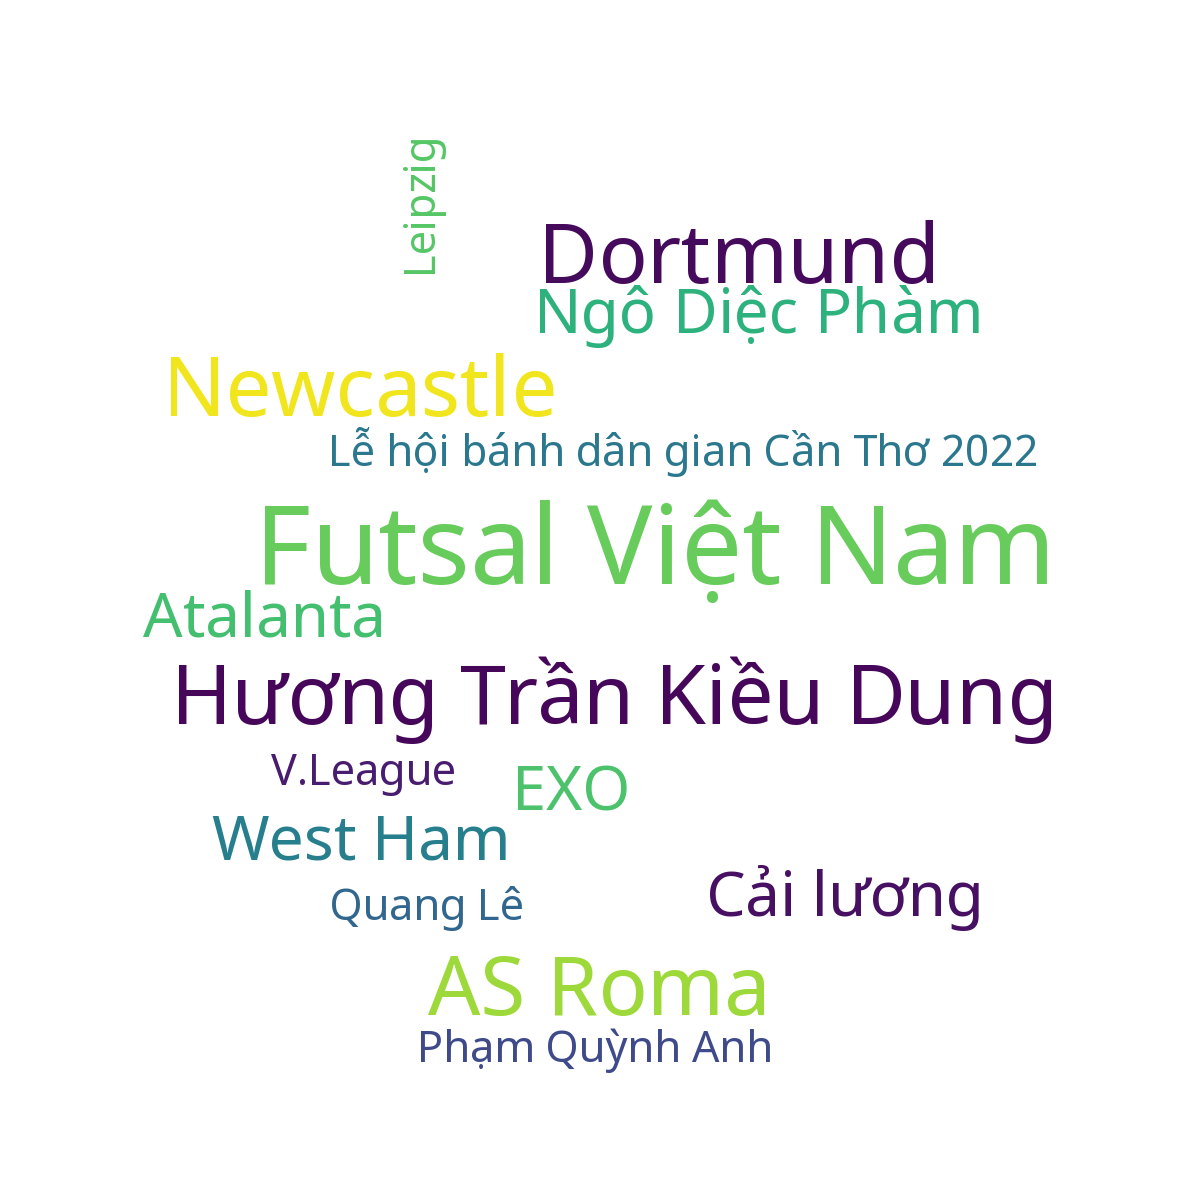 Leipzig
Dortmund
Ngô Diệc Phàm
Newcastle
Lễ hội bánh dân gian Cần Thơ 2022
Futsal Việt Nam
Atalanta
Hương Trần Kiều Dung
V.League
EXO
West Ham
Cải lương
Quang Lê
AS Roma
Phạm Quỳnh Anh